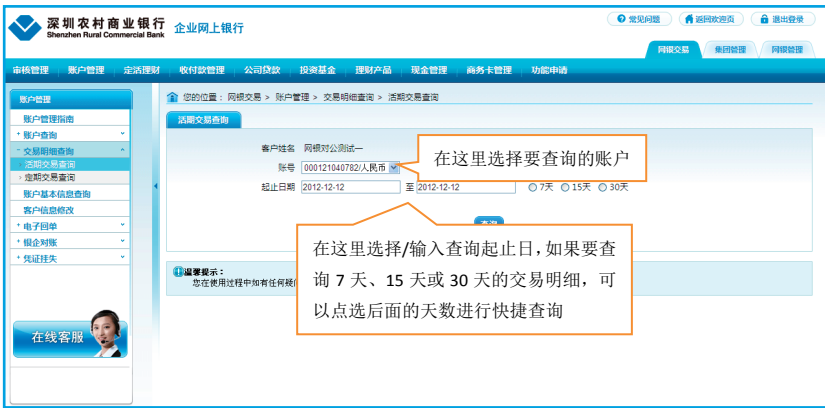 深圳农村商业银行 企业网上银行
Shenzhen Rural Commercial Bank
常见问题 返回欢迎页 退出登录
网银交易 集团管理 网银管理
审核管理 账户管理 定活理财 收付款管理 公司贷款 投资基金 理财产品 现金管理 商务卡管理 功能申请
账户管理
账户管理指南
账户查询
交易明细查询
活期交易查询
定期交易查询
账户基本信息查询
客户信息修改
电子回单
银企对账
凭证挂失
在线客服
您的位置: 网银交易 > 账户管理 > 交易明细查询 > 活期交易查询
活期交易查询
客户姓名 网银对公测试一
账号 000121040782/人民币
在这里选择要查询的账户
起止日期 2012-12-12 至 2012-12-12 7天 15天 30天
在这里选择/输入查询起止日,如果要查
询 7 天、15 天或 30 天的交易明细，可
以点选后面的天数进行快捷查询
温馨提示：
您在使用过程中如有任何疑